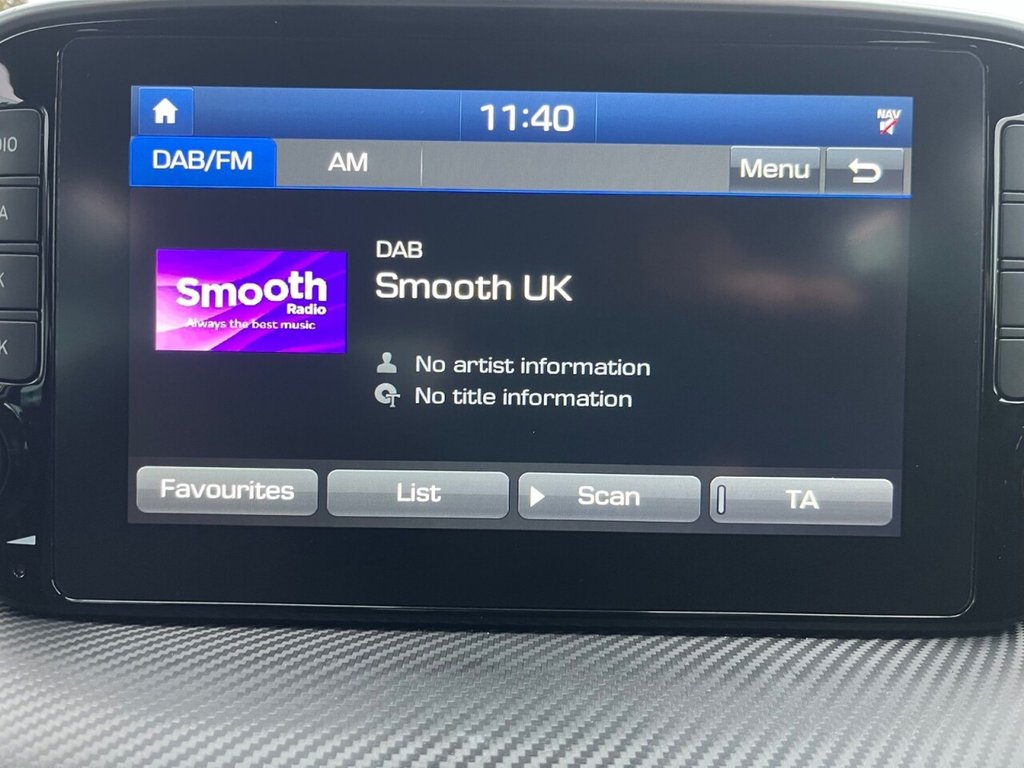 11:40
NAV
DAB/FM
AM
Menu
DAB
Smooth UK
Smooth
Radio
Always the best music
No artist information
No title information
Favourites
List
Scan
TA